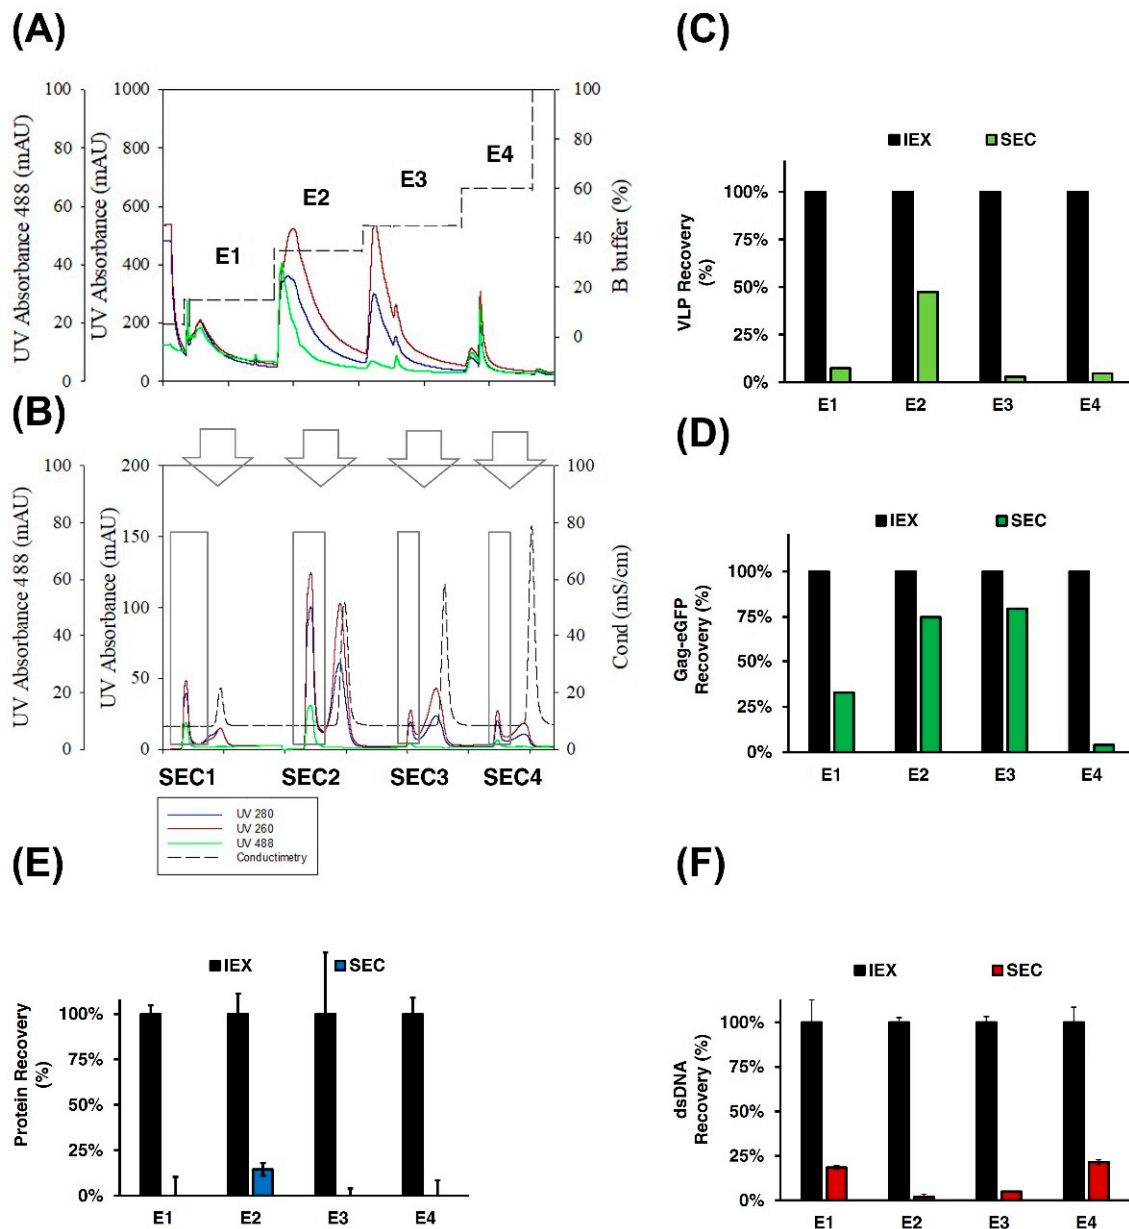 (A)
100
80
60
40
20
0
UV Absorbance 488 (mAU)
1000
800
600
400
200
0
UV Absorbance (mAU)
E1
E2
E3
E4
100
80
60
40
20
0
B buffer (%)
(B)
100
80
60
40
20
0
UV Absorbance 488 (mAU)
200
150
100
50
0
UV Absorbance (mAU)
100
80
60
40
20
0
Cond (mS/cm)
SEC1 SEC2 SEC3 SEC4
UV 280
UV 260
UV 488
Conductimetry
(C)
IEX SEC
100%
75%
50%
25%
0%
VLP Recovery
(%)
E1 E2 E3 E4
(D)
IEX SEC
100%
75%
50%
25%
0%
Gag-eGFP
Recovery (%)
E1 E2 E3 E4
(E)
IEX SEC
100%
75%
50%
25%
0%
Protein Recovery
(%)
E1 E2 E3 E4
(F)
IEX SEC
100%
75%
50%
25%
0%
dsDNA
Recovery (%)
E1 E2 E3 E4